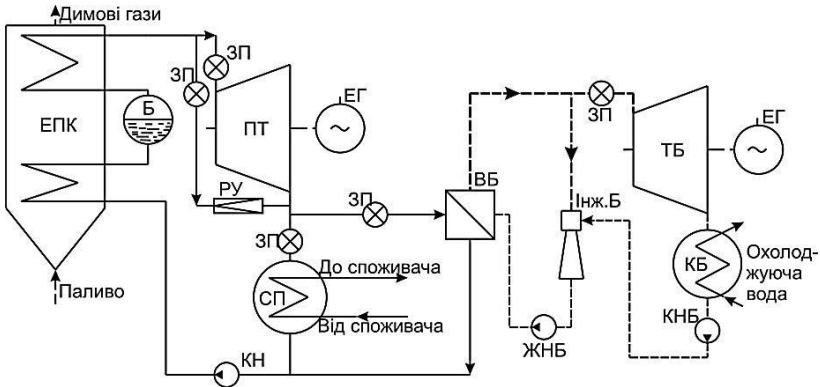 Димові гази
ЗП
ЗП
ЕГ
ЕГ
Б
ЕПК
ПТ
ЗП
ТБ
РУ
ВБ
ЗП
Інж.Б
ЗП
До споживача
СП
КБ
Охолод-
жуюча
вода
Паливо
Від споживача
КН
ЖНБ
КНБ